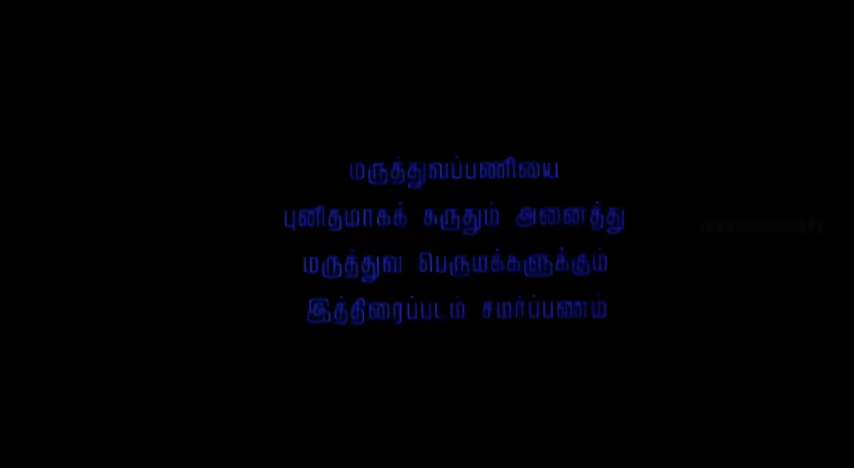 மருத்துவப்பணியை
புனிதமாகக் கருதும் அனைத்து
மருத்துவ பெருமக்களுக்கும்
இத்திரைப்படம் சமர்ப்பணம்